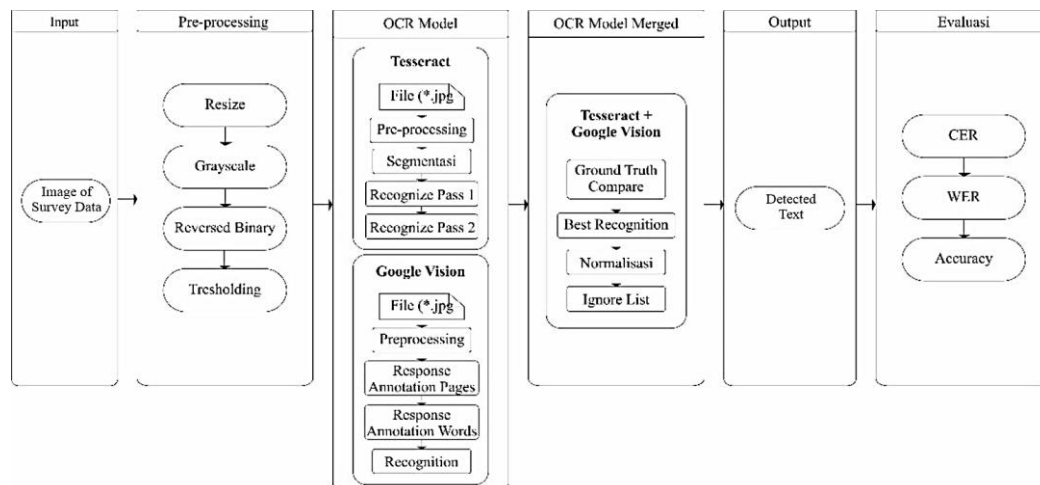 Input
Image of
Survey Data
Pre-processing
Resize
Grayscale
Reversed Binary
Tresholding
OCR Model
Tesseract
File (*.jpg
Pre-processing
Segmentasi
Recognize Pass 1
Recognize Pass 2
Google Vision
File (*.jpg
Preprocessing
Response
Annotation Pages
Response
Annotation Words
Recognition
OCR Model Merged
Tesseract +
Google Vision
Ground Truth
Compare
Best Recognition
Normalisasi
Ignore List
Output
Detected
Text
Evaluasi
CER
WER
Accuracy